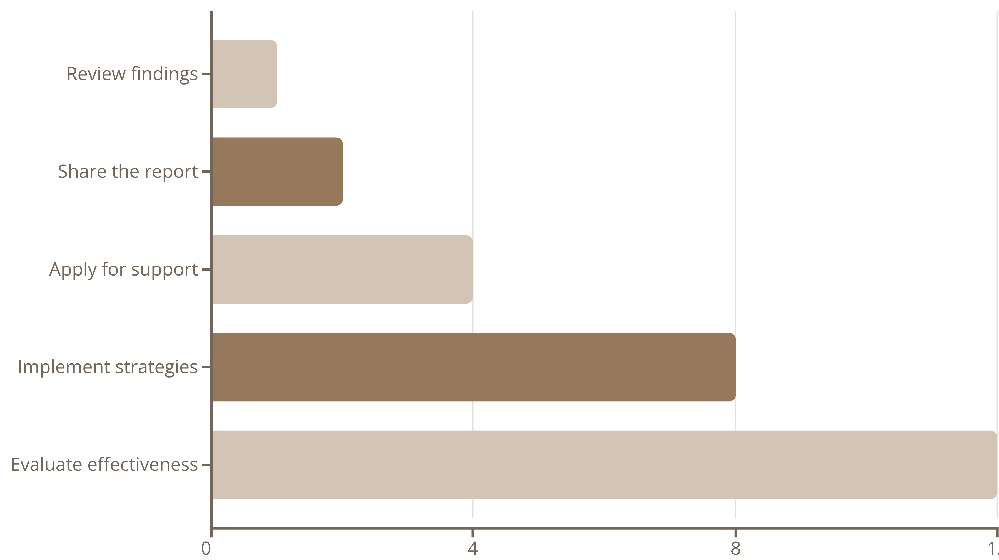 Review findings
Share the report
Apply for support
Implement strategies
Evaluate effectiveness
0 4 8